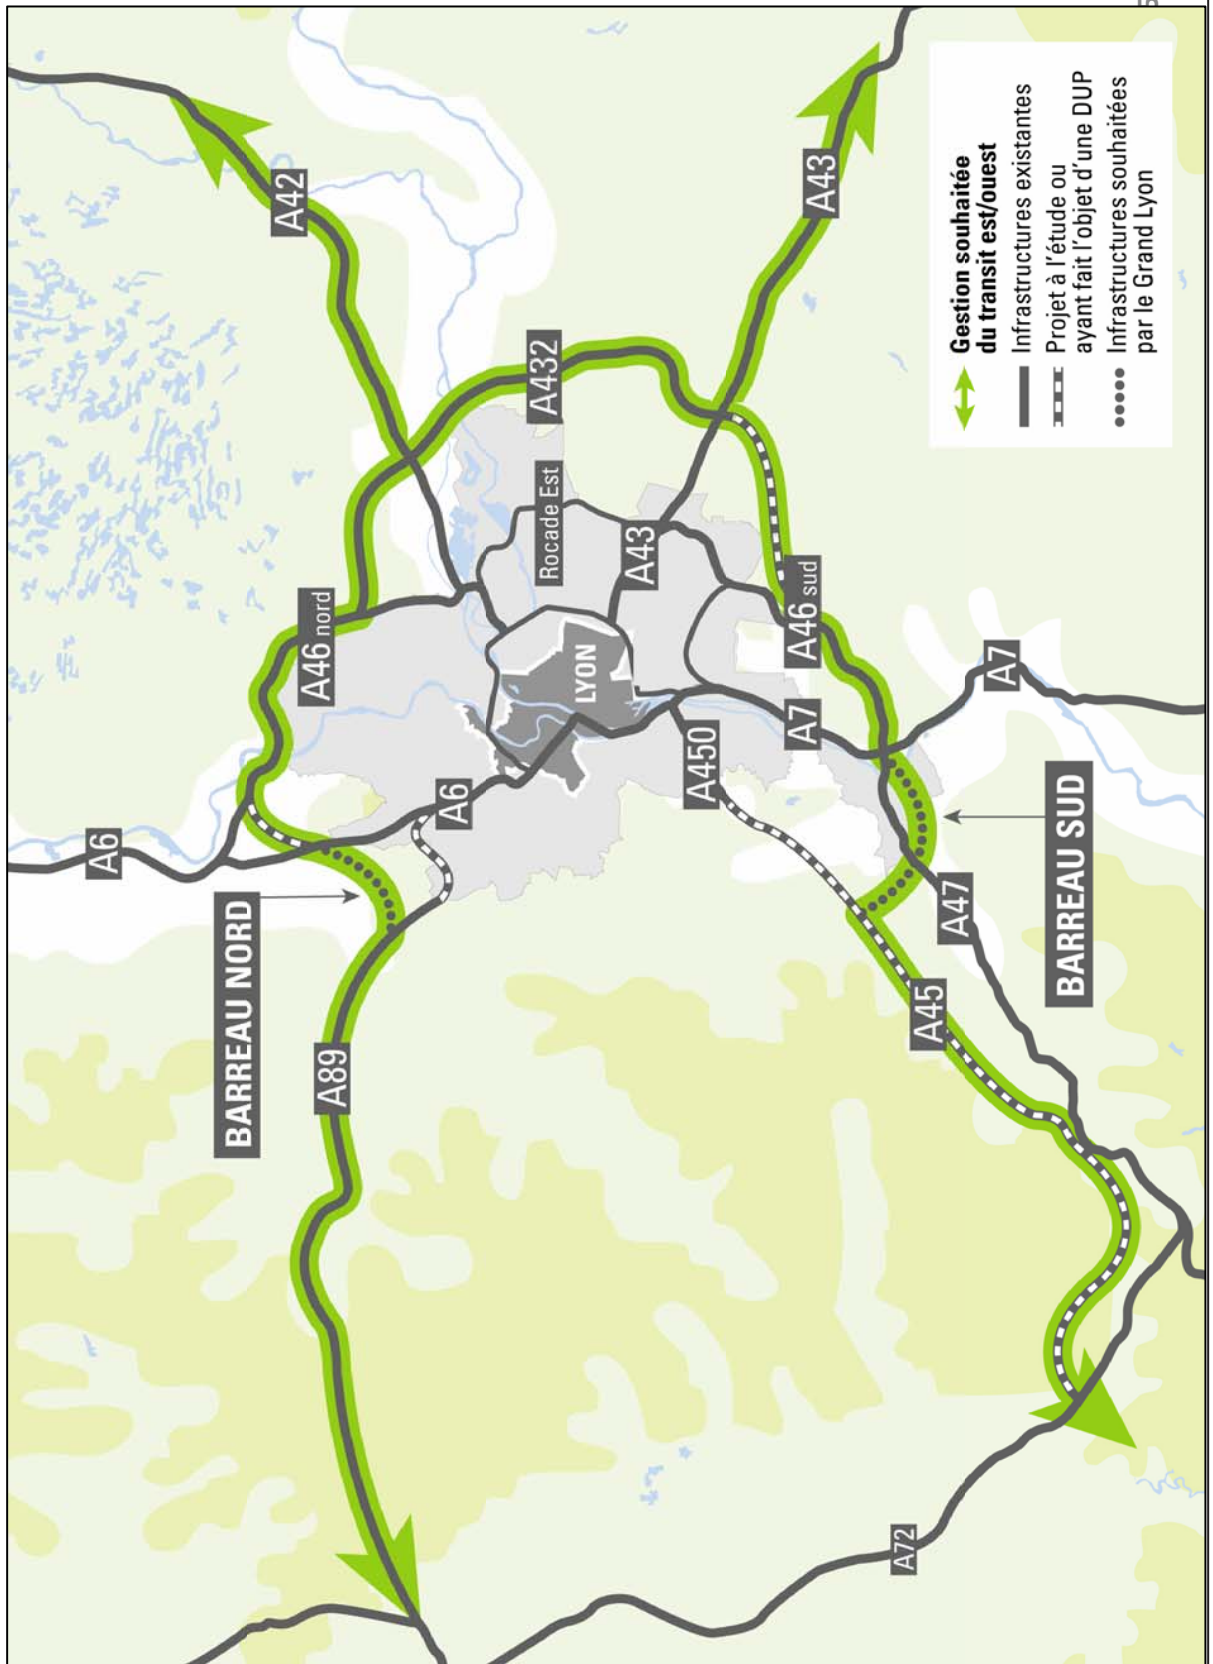 A6
BARREAU NORD
A42
A46 nord
A89
A6
A432
Rocade Est
LYON
A43
A450
A7
A46 sud
A43
A72
A45
A47
A7
BARREAU SUD
Gestion souhaitée
du transit est/ouest
Infrastructures existantes
Projet à l'étude ou
ayant fait l'objet d'une DUP
Infrastructures souhaitées
par le Grand Lyon